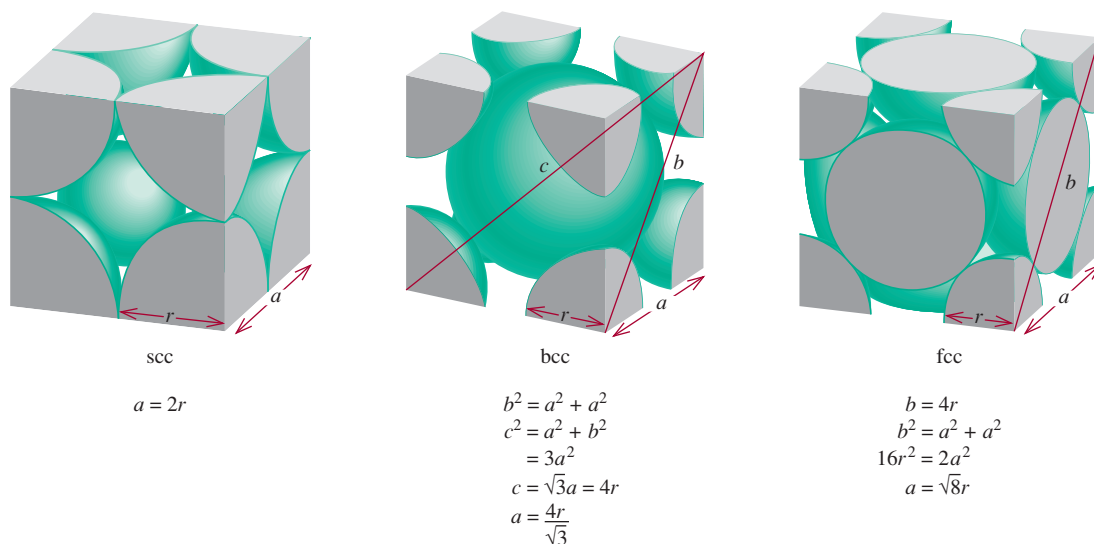 r
a
scc
a = 2r
c
b
r
a
bcc
b² = a² + a²
c² = a² + b²
= 3a²
c = √3a = 4r
a = 4r/√3
b
r
a
fcc
b = 4r
b² = a² + a²
16r² = 2a²
a = √8r